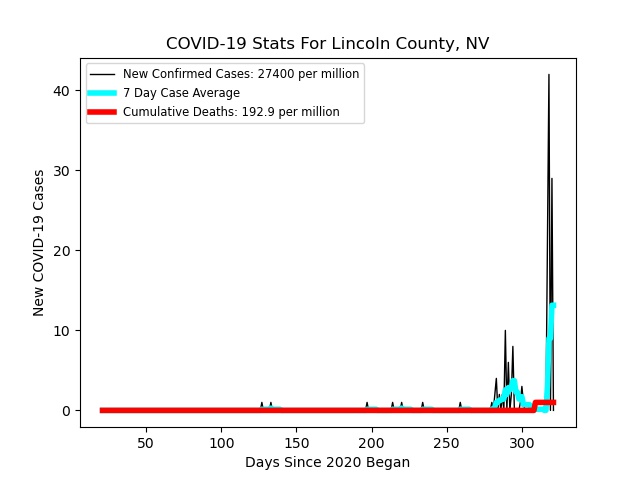 COVID-19 Stats For Lincoln County, NV
New Confirmed Cases: 27400 per million
7 Day Case Average
Cumulative Deaths: 192.9 per million
New COVID-19 Cases
40
30
20
10
0
50 100 150 200 250 300
Days Since 2020 Began